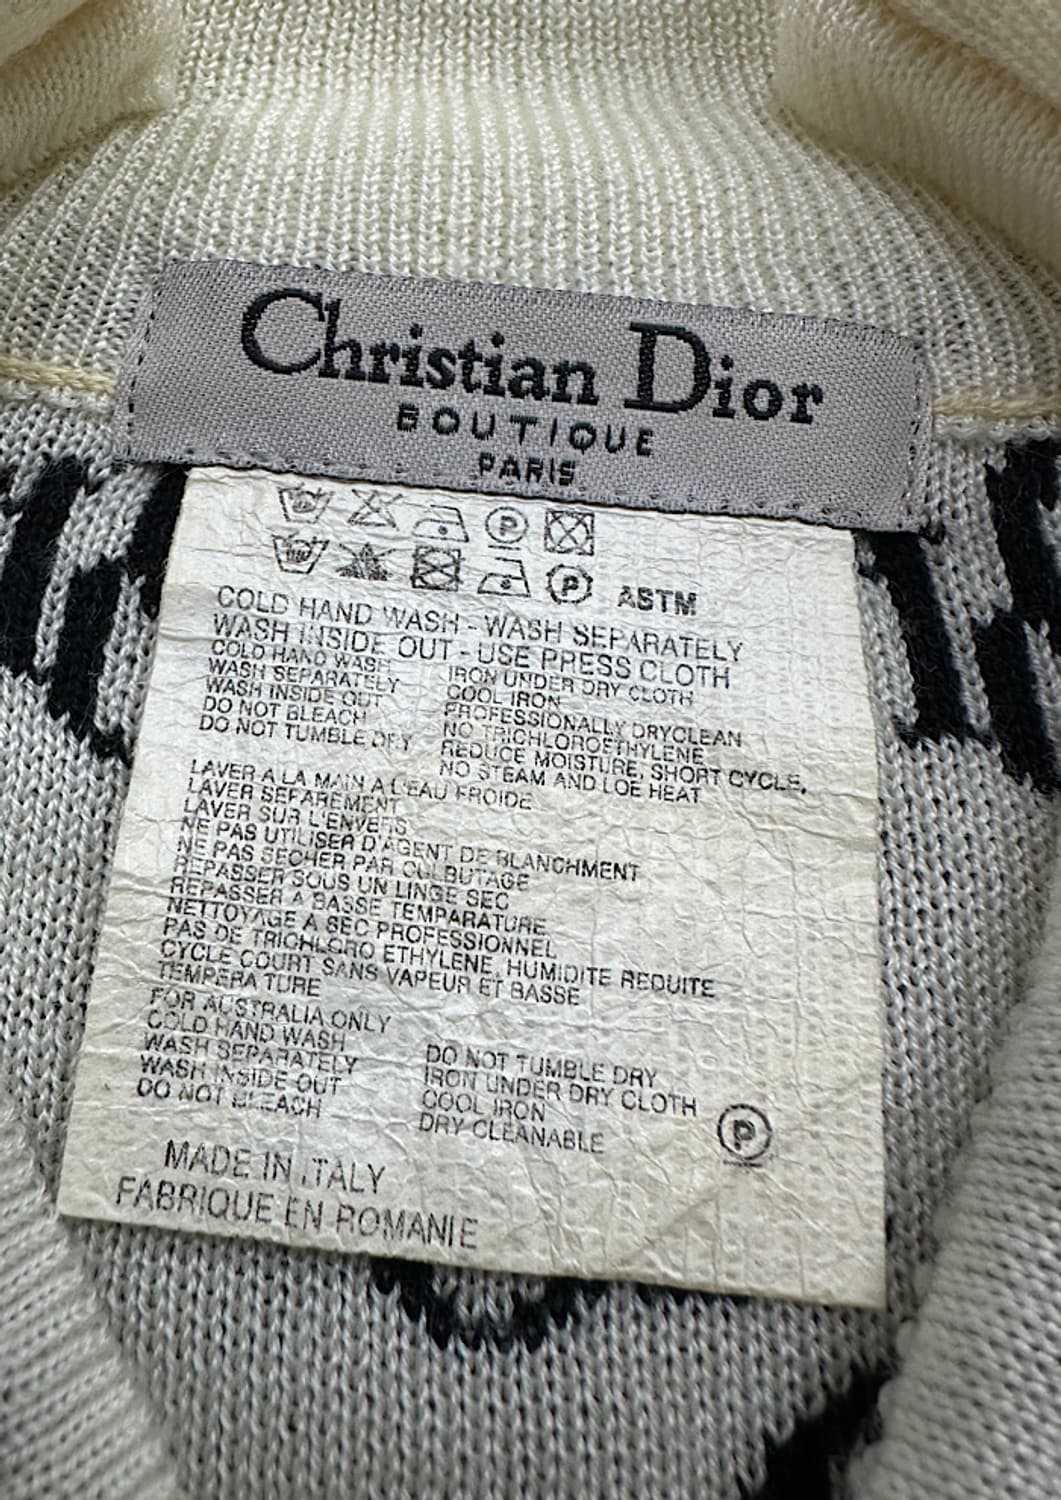 Christian Dior
BOUTIQUE
PARIS
P
P ASTM
COLD HAND WASH - WASH SEPARATELY
WASH INSIDE OUT - USE PRESS CLOTH
COLD HAND WASH
WASH SEPARATELY
WASH INSIDE OUT
DO NOT BLEACH
DO NOT TUMBLE DRY
IRON UNDER DRY CLOTH
COOL IRON
PROFESSIONALLY DRYCLEAN
NO TRICHLOROETHYLENE
REDUCE MOISTURE, SHORT CYCLE,
NO STEAM AND LOE HEAT
LAVER A LA MAIN A L'EAU FROIDE
LAVER SEPAREMENT
LAVER SUR L'ENVERS
NE PAS UTILISER D'AGENT DE BLANCHMENT
NE PAS SECHER PAR CULBUTAGE
REPASSER SOUS UN LINGE SEC
REPASSER A BASSE TEMPARATURE
NETTOYAGE A SEC PROFESSIONNEL
PAS DE TRICHLORO ETHYLENE, HUMIDITE REDUITE
CYCLE COURT SANS VAPEUR ET BASSE
TEMPERA TURE
FOR AUSTRALIA ONLY
COLD HAND WASH
WASH SEPARATELY
WASH INSIDE OUT
DO NOT BLEACH
DO NOT TUMBLE DRY
IRON UNDER DRY CLOTH
COOL IRON
DRY CLEANABLE
P
MADE IN ITALY
FABRIQUE EN ROMANIE